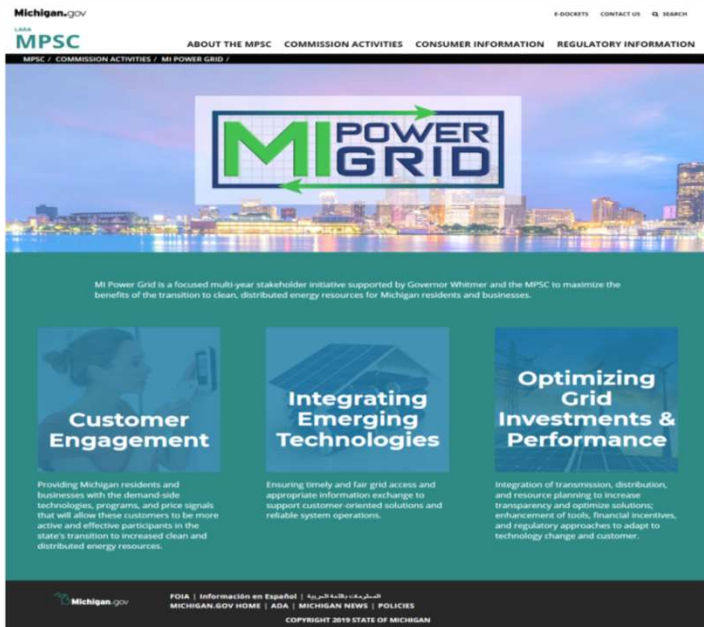 Michigan.gov
E-DOCKETS CONTACT US SEARCH
LARA
MPSC
ABOUT THE MPSC COMMISSION ACTIVITIES CONSUMER INFORMATION REGULATORY INFORMATION
MPSC / COMMISSION ACTIVITIES / MI POWER GRID /
MI POWER GRID
MI Power Grid is a focused multi-year stakeholder initiative supported by Governor Whitmer and the MPSC to maximize the
benefits of the transition to clean, distributed energy resources for Michigan residents and businesses.
Customer
Engagement
Providing Michigan residents and
businesses with the demand-side
technologies, programs, and price signals
that will allow these customers to be more
active and effective participants in the
state's transition to increased clean and
distributed energy resources.
Integrating
Emerging
Technologies
Ensuring timely and fair grid access and
appropriate information exchange to
support customer-oriented solutions and
reliable system operations.
Optimizing
Grid
Investments &
Performance
Integration of transmission, distribution,
and resource planning to increase
transparency and optimize solutions;
enhancement of tools, financial incentives,
and regulatory approaches to adapt to
technology change and customer.
Michigan.gov
FOIA | Información en Español | المعلومات باللغة العربية
MICHIGAN.GOV HOME | ADA | MICHIGAN NEWS | POLICIES
COPYRIGHT 2019 STATE OF MICHIGAN